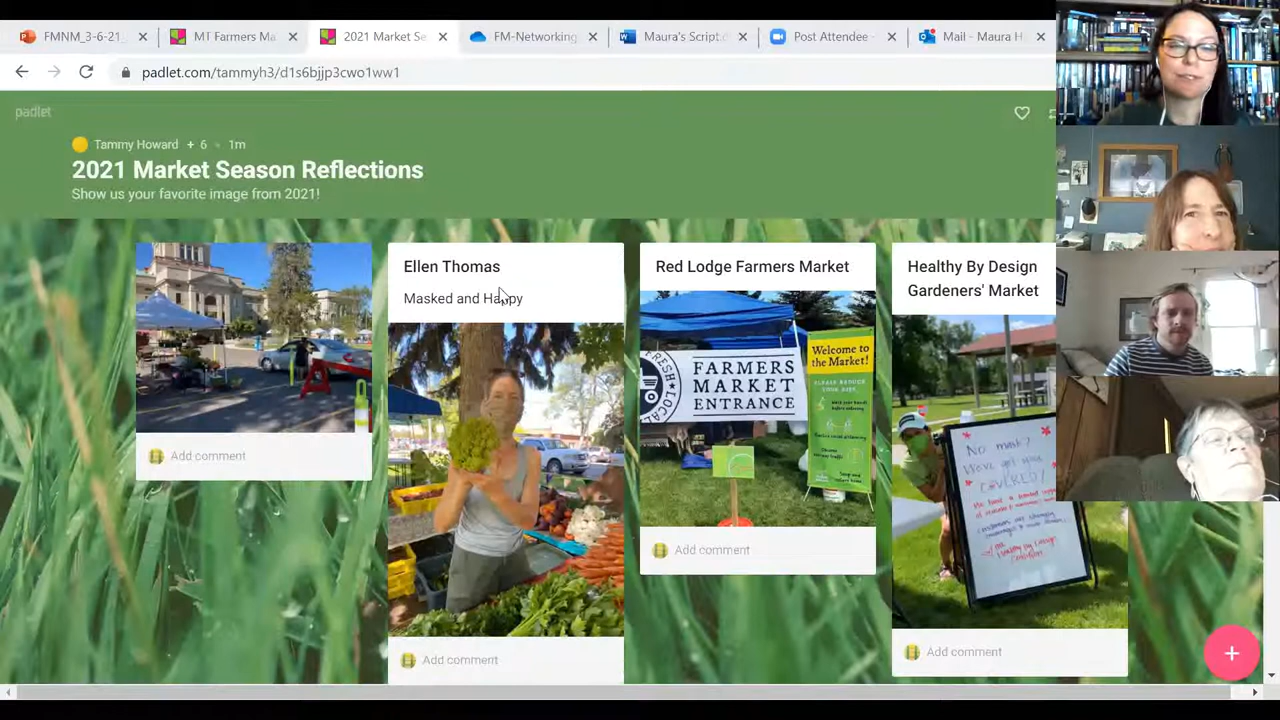 FMNM_3-6-21_
MT Farmers Ma
2021 Market Se
FM-Networking
Maura's Script.d
Post Attendee -
Mail - Maura H
padlet.com/tammyh3/d1s6bjjp3cwo1ww1
padlet
Tammy Howard + 6 • 1m
2021 Market Season Reflections
Show us your favorite image from 2021!
Add comment
Ellen Thomas
Masked and Happy
Add comment
Red Lodge Farmers Market
FRESH LOCAL
FARMERS
MARKET
ENTRANCE
Welcome to
the Market!
Add comment
Healthy By Design
Gardeners' Market
No mask?
We've got you
COVERED!
Add comment